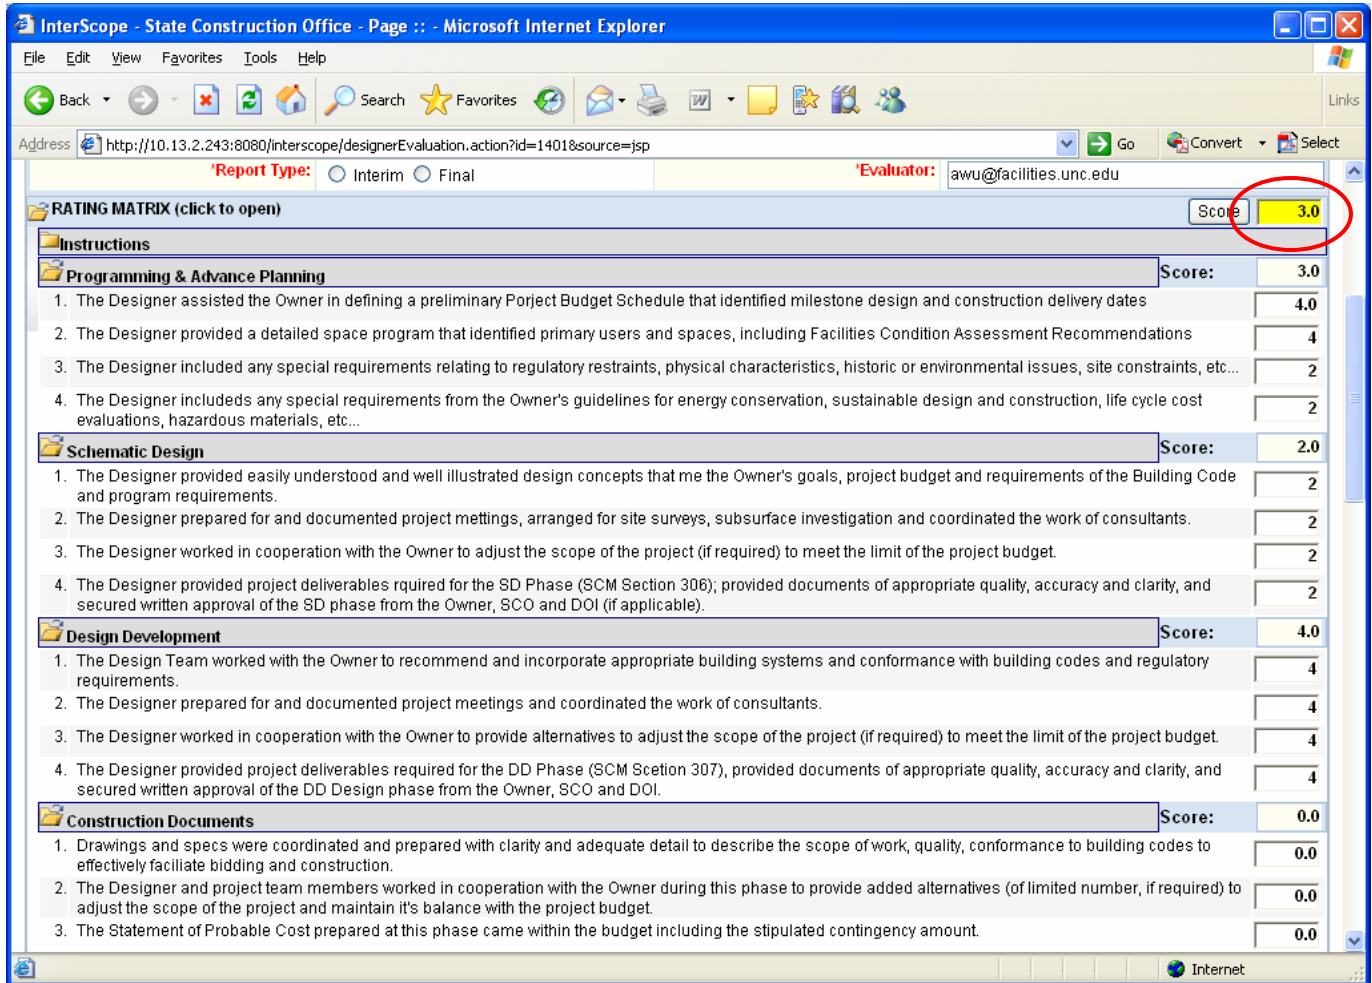 InterScope - State Construction Office - Page :: - Microsoft Internet Explorer
File Edit View Favorites Tools Help
Back Search Favorites Links
Address http://10.13.2.243:8080/interscope/designerEvaluation.action?id=1401&source=jsp Go Convert Select
*Report Type: Interim Final *Evaluator: awu@facilities.unc.edu
RATING MATRIX (click to open) Score 3.0
Instructions
Programming & Advance Planning Score: 3.0
1. The Designer assisted the Owner in defining a preliminary Porject Budget Schedule that identified milestone design and construction delivery dates 4.0
2. The Designer provided a detailed space program that identified primary users and spaces, including Facilities Condition Assessment Recommendations 4
3. The Designer included any special requirements relating to regulatory restraints, physical characteristics, historic or environmental issues, site constraints, etc... 2
4. The Designer includeds any special requirements from the Owner's guidelines for energy conservation, sustainable design and construction, life cycle cost 2
evaluations, hazardous materials, etc...
Schematic Design Score: 2.0
1. The Designer provided easily understood and well illustrated design concepts that me the Owner's goals, project budget and requirements of the Building Code 2
and program requirements.
2. The Designer prepared for and documented project mettings, arranged for site surveys, subsurface investigation and coordinated the work of consultants. 2
3. The Designer worked in cooperation with the Owner to adjust the scope of the project (if required) to meet the limit of the project budget. 2
4. The Designer provided project deliverables rquired for the SD Phase (SCM Section 306); provided documents of appropriate quality, accuracy and clarity, and 2
secured written approval of the SD phase from the Owner, SCO and DOI (if applicable).
Design Development Score: 4.0
1. The Design Team worked with the Owner to recommend and incorporate appropriate building systems and conformance with building codes and regulatory 4
requirements.
2. The Designer prepared for and documented project meetings and coordinated the work of consultants. 4
3. The Designer worked in cooperation with the Owner to provide alternatives to adjust the scope of the project (if required) to meet the limit of the project budget. 4
4. The Designer provided project deliverables required for the DD Phase (SCM Scetion 307), provided documents of appropriate quality, accuracy and clarity, and 4
secured written approval of the DD Design phase from the Owner, SCO and DOI.
Construction Documents Score: 0.0
1. Drawings and specs were coordinated and prepared with clarity and adequate detail to describe the scope of work, quality, conformance to building codes to 0.0
effectively faciliate bidding and construction.
2. The Designer and project team members worked in cooperation with the Owner during this phase to provide added alternatives (of limited number, if required) to 0.0
adjust the scope of the project and maintain it's balance with the project budget.
3. The Statement of Probable Cost prepared at this phase came within the budget including the stipulated contingency amount. 0.0
Internet